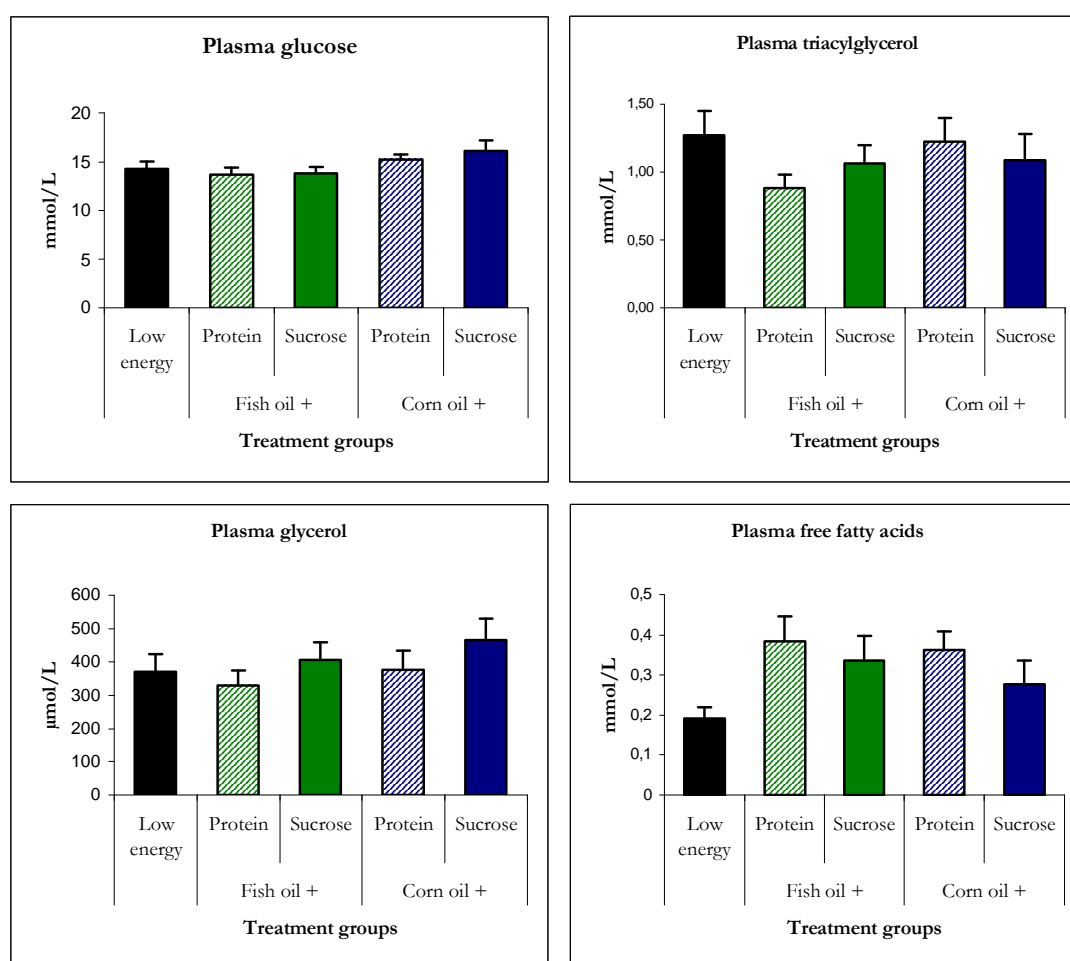 Plasma glucose
mmol/L
20
15
10
5
0
Low energy
Protein
Sucrose
Protein
Sucrose
Fish oil +
Corn oil +
Treatment groups
Plasma triacylglycerol
mmol/L
1,50
1,00
0,50
0,00
Low energy
Protein
Sucrose
Protein
Sucrose
Fish oil +
Corn oil +
Treatment groups
Plasma glycerol
µmol/L
600
500
400
300
200
100
0
Low energy
Protein
Sucrose
Protein
Sucrose
Fish oil +
Corn oil +
Treatment groups
Plasma free fatty acids
mmol/L
0,5
0,4
0,3
0,2
0,1
0
Low energy
Protein
Sucrose
Protein
Sucrose
Fish oil +
Corn oil +
Treatment groups